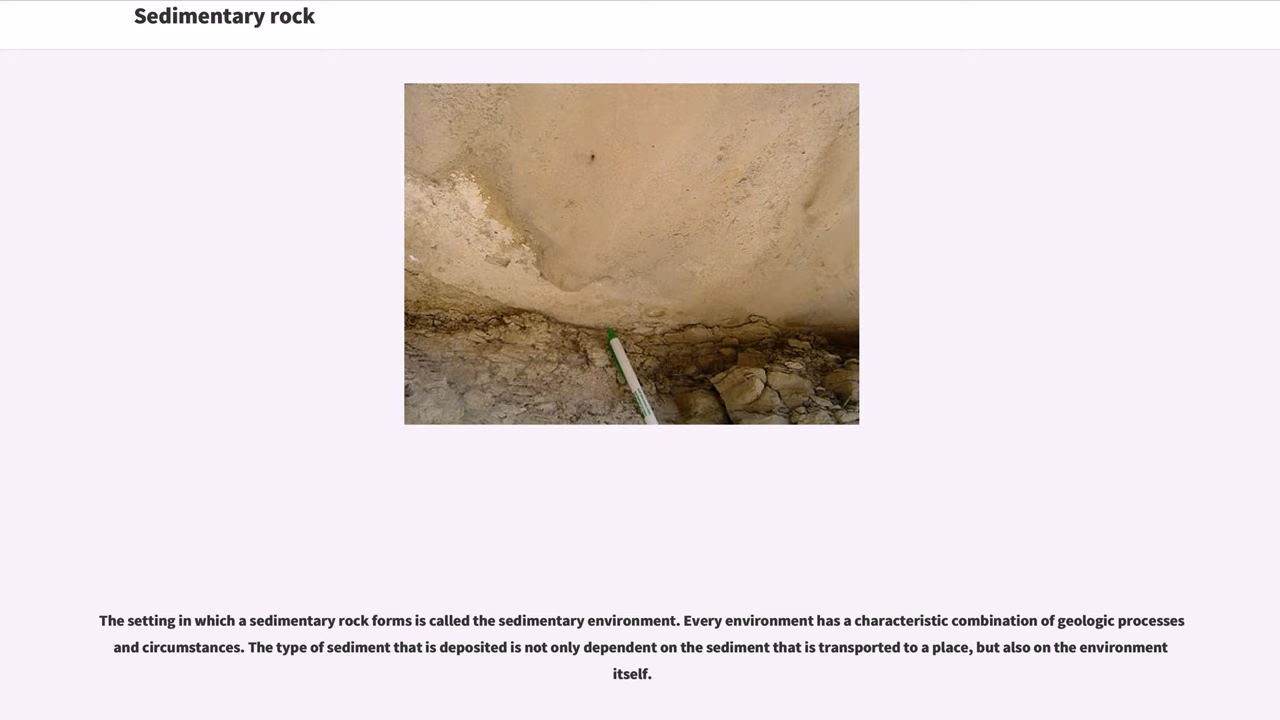 Sedimentary rock
The setting in which a sedimentary rock forms is called the sedimentary environment. Every environment has a characteristic combination of geologic processes
and circumstances. The type of sediment that is deposited is not only dependent on the sediment that is transported to a place, but also on the environment
itself.